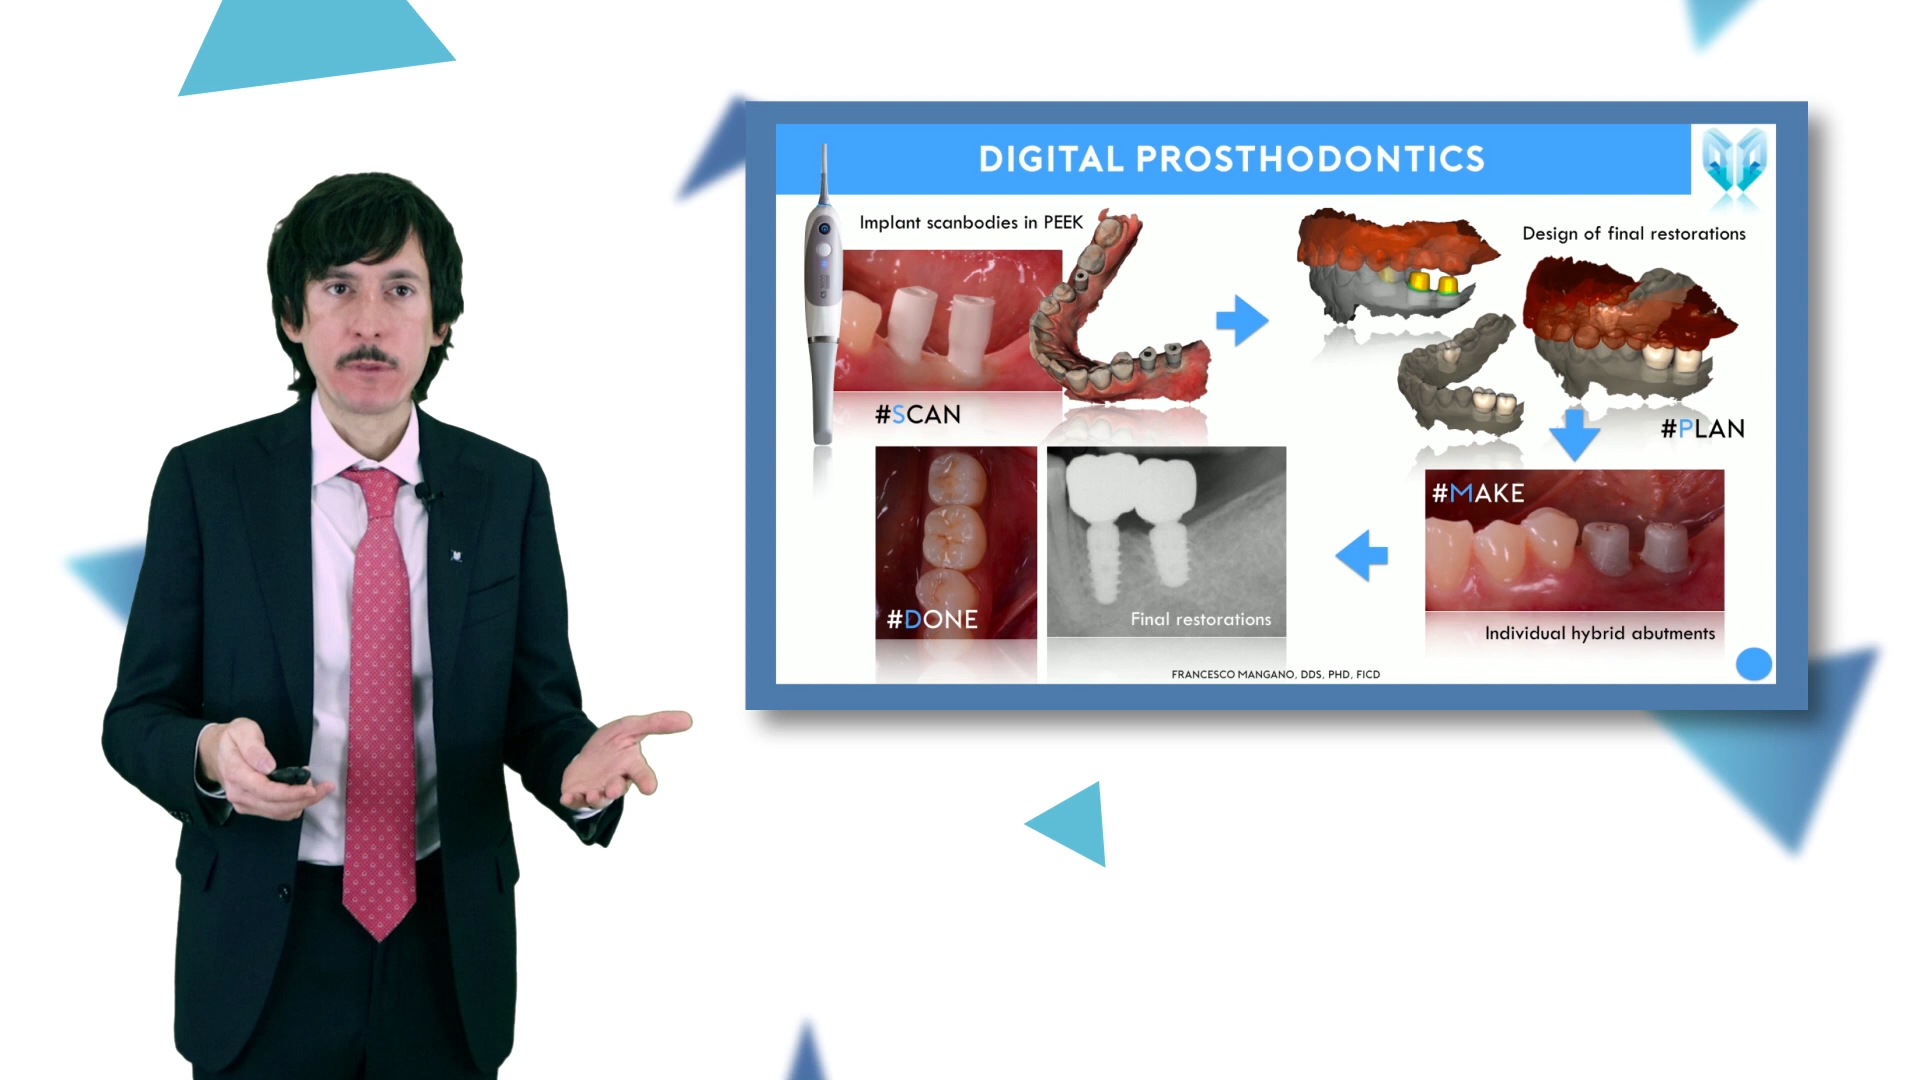 DIGITAL PROSTHODONTICS
Implant scanbodies in PEEK
Design of final restorations
#SCAN
#PLAN
#MAKE
#DONE
Final restorations
Individual hybrid abutments
FRANCESCO MANGANO, DDS, PHD, FICD